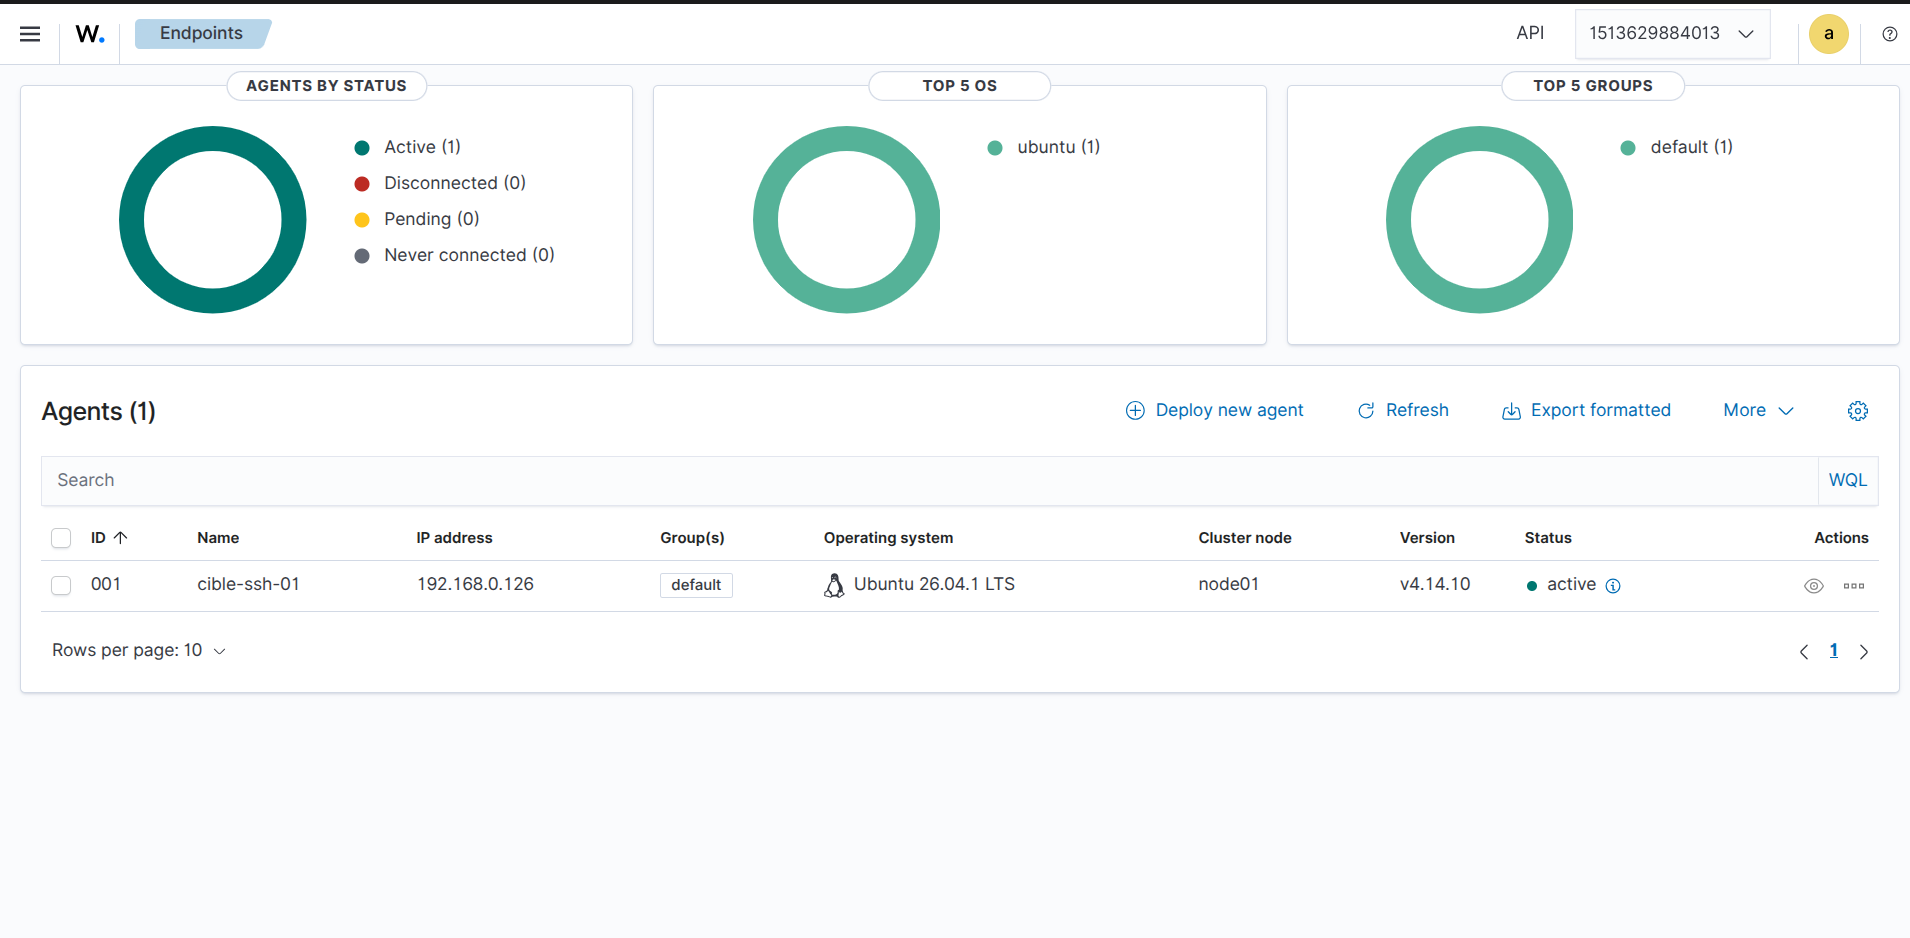 W.
Endpoints
API
1513629884013
a
AGENTS BY STATUS
Active (1)
Disconnected (0)
Pending (0)
Never connected (0)
TOP 5 OS
ubuntu (1)
TOP 5 GROUPS
default (1)
Agents (1)
Deploy new agent
Refresh
Export formatted
More
Search
WQL
ID Name IP address Group(s) Operating system Cluster node Version Status Actions
001 cible-ssh-01 192.168.0.126 default Ubuntu 26.04.1 LTS node01 v4.14.10 active
Rows per page: 10
1